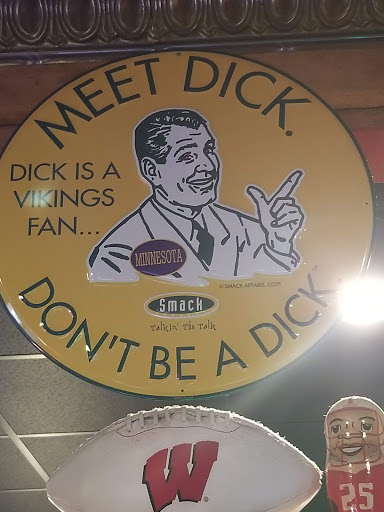 MEET DICK.
DICK IS A
VIKINGS
FAN...
MINNESOTA
© SMACK APPAREL.COM
Smack
Talkin' The Talk
DON'T BE A DICK
W
25